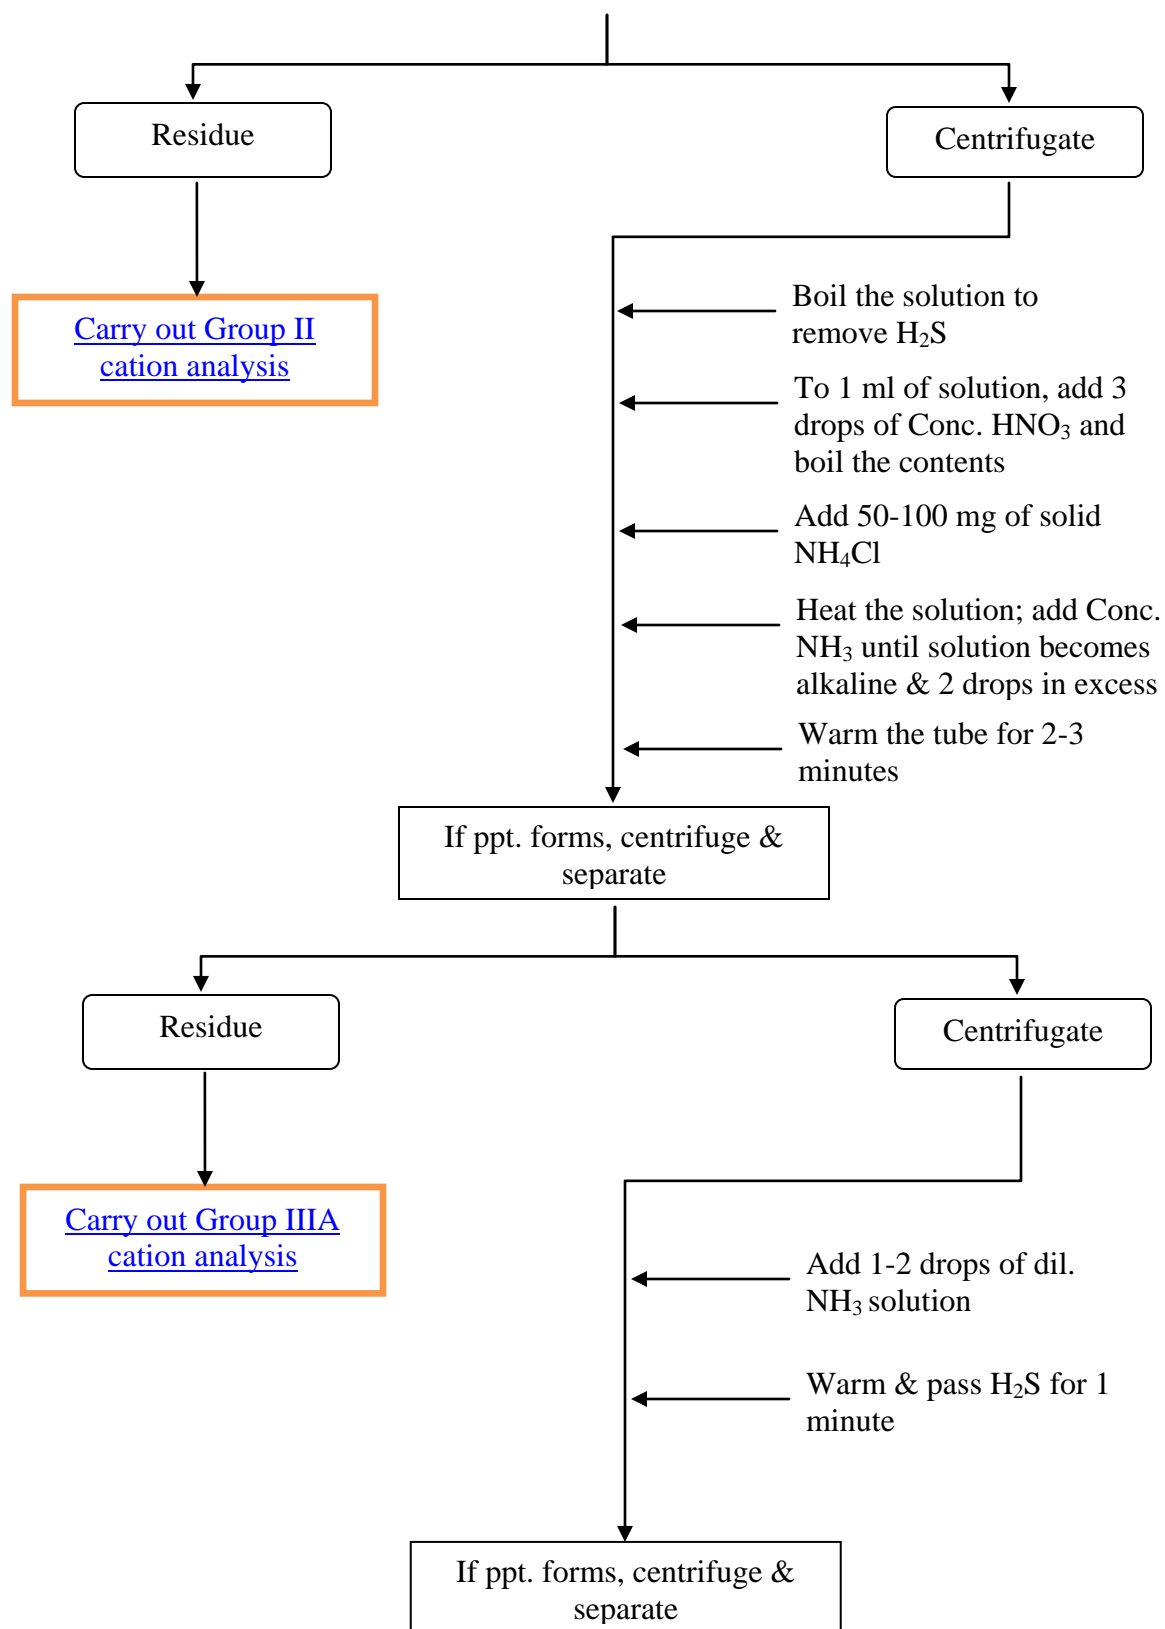 Residue
Centrifugate
Carry out Group II
cation analysis
Boil the solution to
remove H₂S
To 1 ml of solution, add 3
drops of Conc. HNO₃ and
boil the contents
Add 50-100 mg of solid
NH₄Cl
Heat the solution; add Conc.
NH₃ until solution becomes
alkaline & 2 drops in excess
Warm the tube for 2-3
minutes
If ppt. forms, centrifuge &
separate
Residue
Centrifugate
Carry out Group IIIA
cation analysis
Add 1-2 drops of dil.
NH₃ solution
Warm & pass H₂S for 1
minute
If ppt. forms, centrifuge &
separate